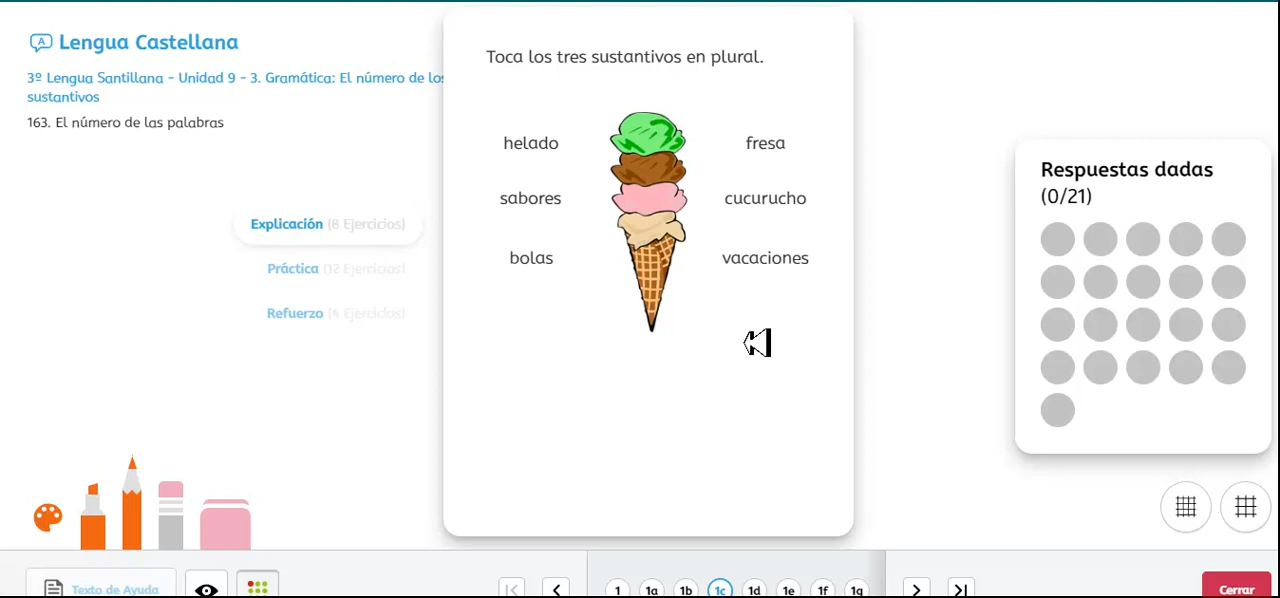 Lengua Castellana
3º Lengua Santillana - Unidad 9 - 3. Gramática: El número de los
sustantivos
163. El número de las palabras
Explicación (8 Ejercicios)
Práctica (12 Ejercicios)
Refuerzo (4 Ejercicios)
Toca los tres sustantivos en plural.
helado
fresa
sabores
cucurucho
bolas
vacaciones
Respuestas dadas
(0/21)
Texto de Ayuda
1 1a 1b 1c 1d 1e 1f 1g
Cerrar